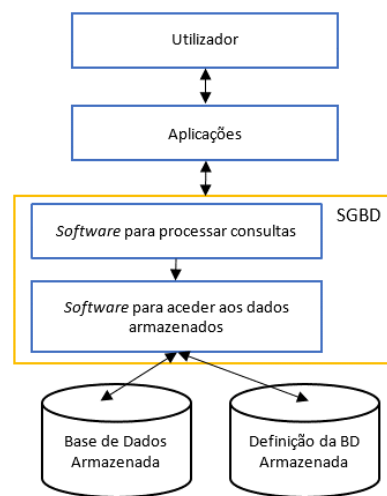 Utilizador
Aplicações
SGBD
Software para processar consultas
Software para aceder aos dados
armazenados
Base de Dados
Armazenada
Definição da BD
Armazenada